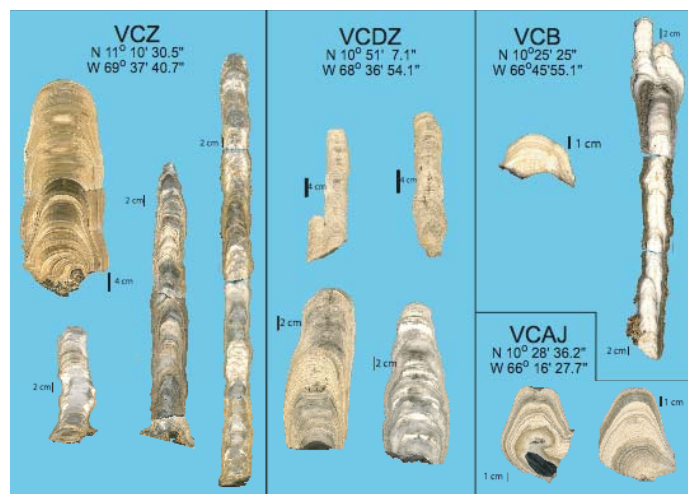 VCZ
N 11° 10' 30.5"
W 69° 37' 40.7"
2 cm
2 cm
4 cm
2 cm
VCDZ
N 10° 51' 7.1"
W 68° 36' 54.1"
4 cm
4 cm
2 cm
2 cm
VCB
N 10°25' 25"
W 66°45'55.1"
2 cm
1 cm
2 cm
VCAJ
N 10° 28' 36.2"
W 66° 16' 27.7"
1 cm
1 cm